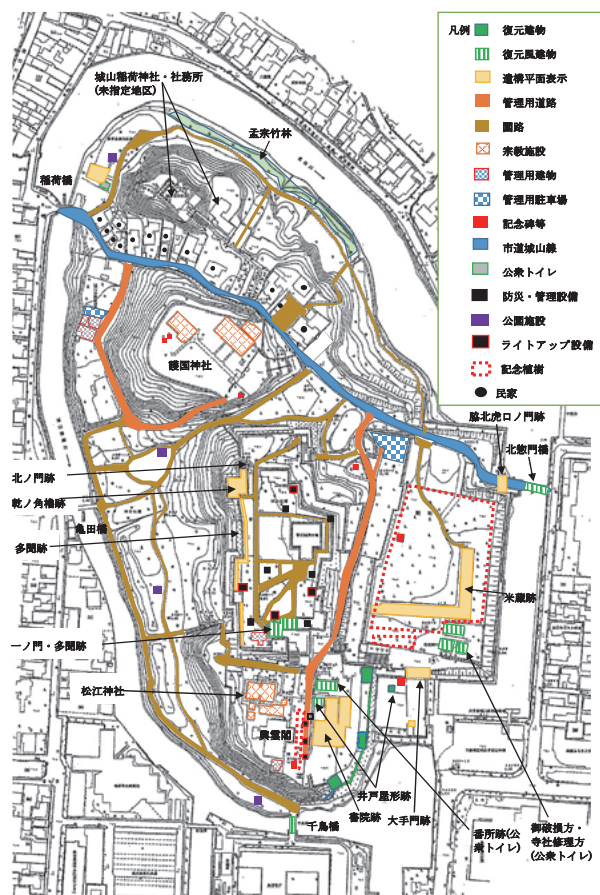 凡例
復元建物
復元風建物
遺構平面表示
管理用道路
園路
宗教施設
管理用建物
管理用駐車場
記念碑等
市道城山線
公衆トイレ
防災・管理設備
公園施設
ライトアップ設備
記念植樹
民家
城山稲荷神社・社務所
(未指定地区)
孟宗竹林
稲荷橋
護国神社
脇北虎口ノ門跡
北惣門橋
北ノ門跡
乾ノ角櫓跡
亀田橋
多聞跡
米蔵跡
一ノ門・多聞跡
松江神社
興雲閣
千鳥橋
書院跡
井戸屋形跡
大手門跡
番所跡(公
衆トイレ)
御破損方・
寺社修理方
(公衆トイレ)